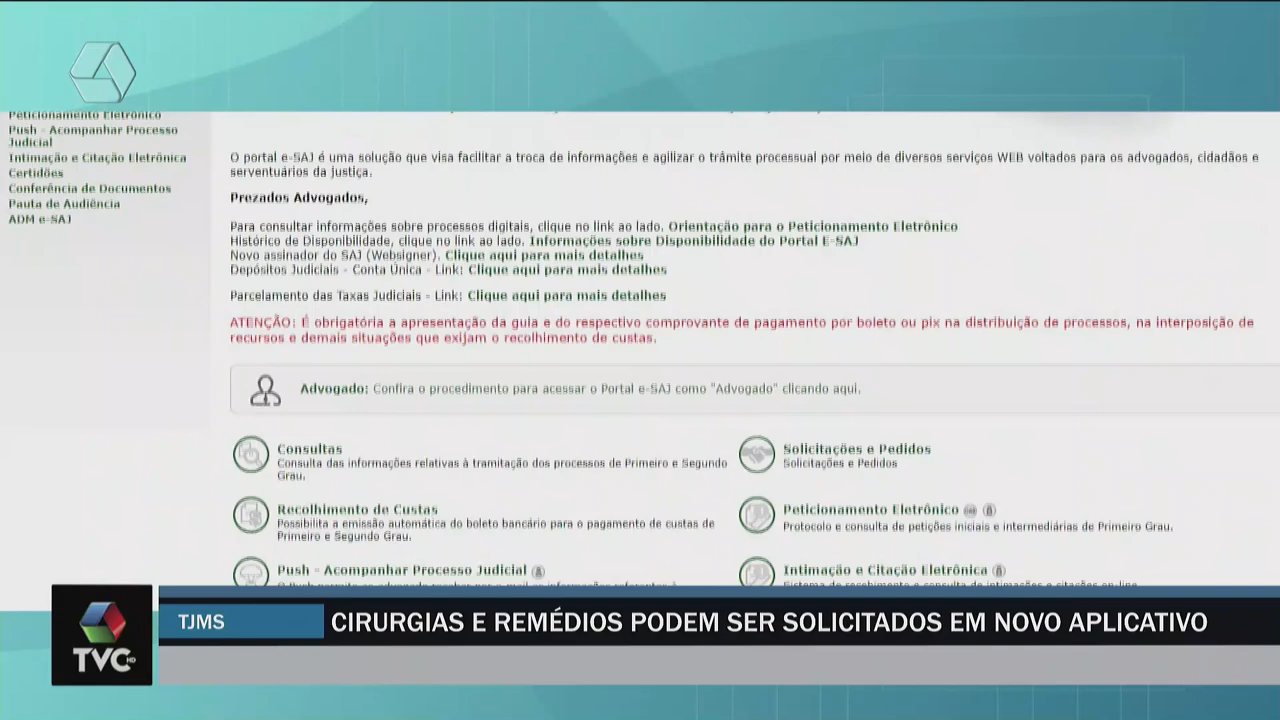 Peticionamento Eletrônico
Push - Acompanhar Processo
Judicial
Intimação e Citação Eletrônica
Certidões
Conferência de Documentos
Pauta de Audiência
ADM e-SAJ
O portal e-SAJ é uma solução que visa facilitar a troca de informações e agilizar o trâmite processual por meio de diversos serviços WEB voltados para os advogados, cidadãos e
serventuários da justiça.
Prezados Advogados,
Para consultar informações sobre processos digitais, clique no link ao lado. Orientação para o Peticionamento Eletrônico
Histórico de Disponibilidade, clique no link ao lado. Informações sobre Disponibilidade do Portal E-SAJ
Novo assinador do SAJ (Websigner). Clique aqui para mais detalhes
Depósitos Judiciais - Conta Única - Link: Clique aqui para mais detalhes
Parcelamento das Taxas Judiciais - Link: Clique aqui para mais detalhes
ATENÇÃO: É obrigatória a apresentação da guia e do respectivo comprovante de pagamento por boleto ou pix na distribuição de processos, na interposição de
recursos e demais situações que exijam o recolhimento de custas.
Advogado: Confira o procedimento para acessar o Portal e-SAJ como "Advogado" clicando aqui.
Consultas
Consulta das informações relativas à tramitação dos processos de Primeiro e Segundo
Grau.
Solicitações e Pedidos
Solicitações e Pedidos
Recolhimento de Custas
Possibilita a emissão automática do boleto bancário para o pagamento de custas de
Primeiro e Segundo Grau.
Peticionamento Eletrônico
Protocolo e consulta de petições iniciais e intermediárias de Primeiro Grau.
Push - Acompanhar Processo Judicial
Intimação e Citação Eletrônica
Sistema de recebimento e consulta de intimações e citações on-line
TVC HD
TJMS
CIRURGIAS E REMÉDIOS PODEM SER SOLICITADOS EM NOVO APLICATIVO